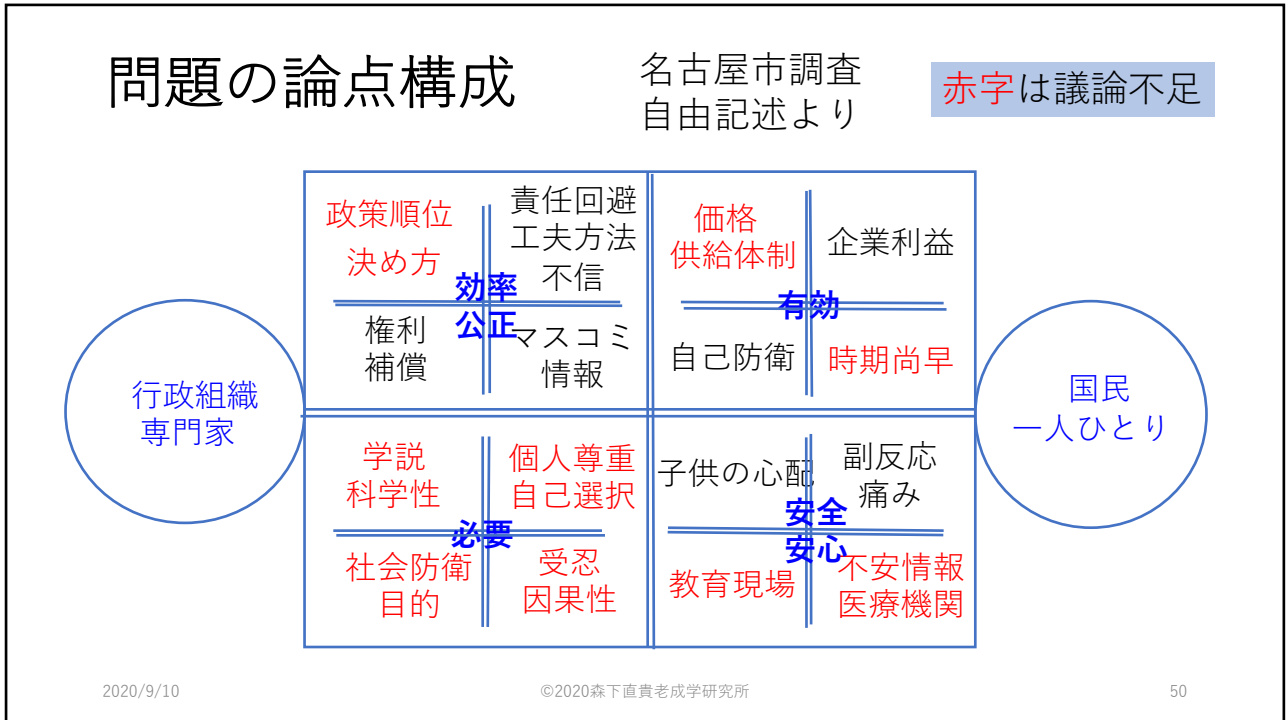 問題の論点構成
名古屋市調査
自由記述より
赤字は議論不足
政策順位
決め方
責任回避
工夫方法
不信
効率
公正
権利
補償
マスコミ
情報
価格
供給体制
企業利益
有効
自己防衛
時期尚早
行政組織
専門家
国民
一人ひとり
学説
科学性
個人尊重
自己選択
必要
社会防衛
目的
受忍
因果性
子供の心配
副反応
痛み
安全
安心
教育現場
不安情報
医療機関
2020/9/10
©2020森下直貴老成学研究所
50